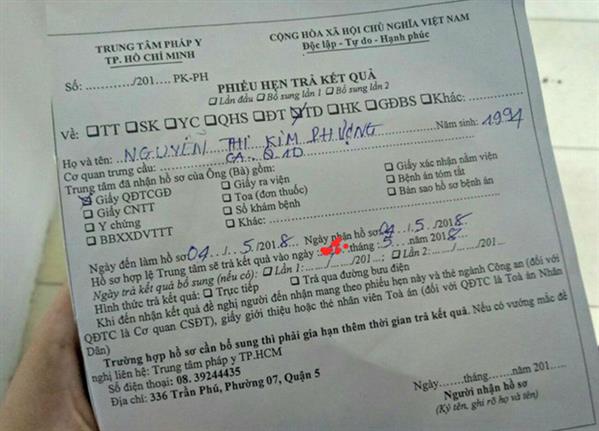 TRUNG TÂM PHÁP Y
TP. HỒ CHÍ MINH
CỘNG HÒA XÃ HỘI CHỦ NGHĨA VIỆT NAM
Độc lập - Tự do - Hạnh phúc
Số: ............/201.... PK-PH
PHIẾU HẸN TRẢ KẾT QUẢ
☐ Lần đầu ☐ Bổ sung lần 1 ☐ Bổ sung lần 2
Về: ☐TT ☐SK ☐YC ☐QHS ☐ĐT ☑TD ☐HK ☐GĐBS ☐Khác:
Họ và tên: NGUYỄN THỊ KIM PHƯỢNG Năm sinh: 1994
Cơ quan trưng cầu: CA. Q 10
Trung tâm đã nhận hồ sơ của Ông (Bà) gồm:
☑ Giấy QĐTCGĐ ☐ Giấy ra viện ☐ Giấy xác nhận nằm viện
☐ Giấy CNTT ☐ Toa (đơn thuốc) ☐ Bệnh án tóm tắt
☐ Y chứng ☐ Số khám bệnh ☐ Bản sao hồ sơ bệnh án
☐ BBXXDVTTT ☐ Khác:
Ngày đến làm hồ sơ 04 / 5 /2018 Ngày nhận hồ sơ 04 / 5 /2018
Hồ sơ hợp lệ Trung tâm sẽ trả kết quả vào ngày: tháng 5 năm 2018
Ngày trả kết quả bổ sung (nếu có): ☐ Lần 1: ....../....../201...; ☐ Lần 2:....../....../201...
Hình thức trả kết quả: ☐ Trực tiếp ☐ Trả qua đường bưu điện
Khi đến nhận kết quả đề nghị người đến nhận mang theo phiếu hẹn này và thẻ ngành Công an (đối với
QĐTC là Cơ quan CSĐT), giấy giới thiệu hoặc thẻ nhân viên Toà án (đối với QĐTC là Toà án Nhân
Dân)
Trường hợp hồ sơ cần bổ sung thì phải gia hạn thêm thời gian trả kết quả. Nếu có vướng mắc đề
nghị liên hệ: Trung tâm pháp y TP.HCM
Số điện thoại: 08. 39244435
Địa chỉ: 336 Trần Phú, Phường 07, Quận 5
Ngày......tháng......năm 201....
Người nhận hồ sơ
(Ký tên, ghi rõ họ và tên)